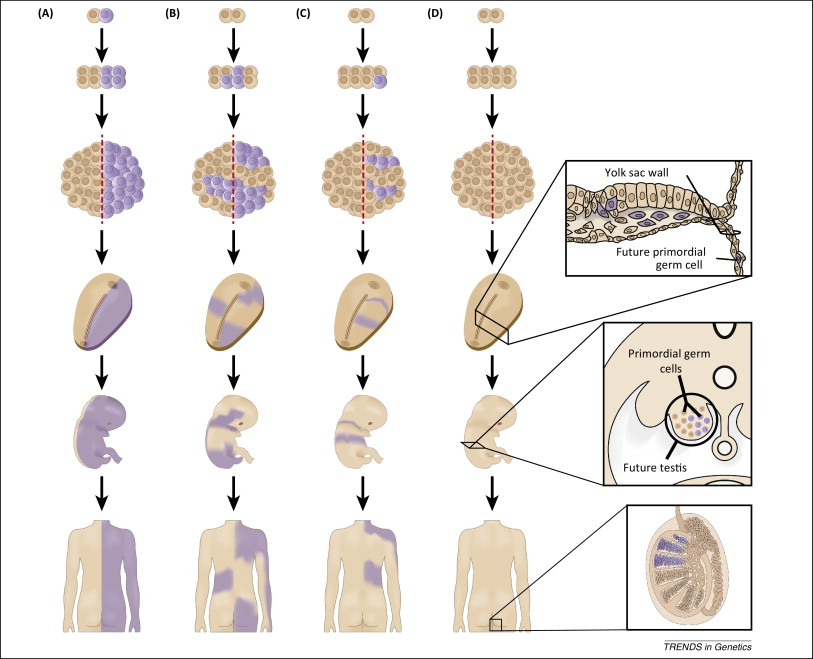 (A)
(B)
(C)
(D)
Yolk sac wall
Future primordial
germ cell
Primordial germ
cells
Future testis
TRENDS in Genetics